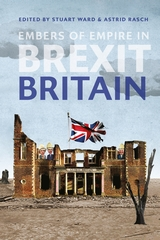 EDITED BY STUART WARD & ASTRID RASCH
EMBERS OF EMPIRE IN
BREXIT
BRITAIN